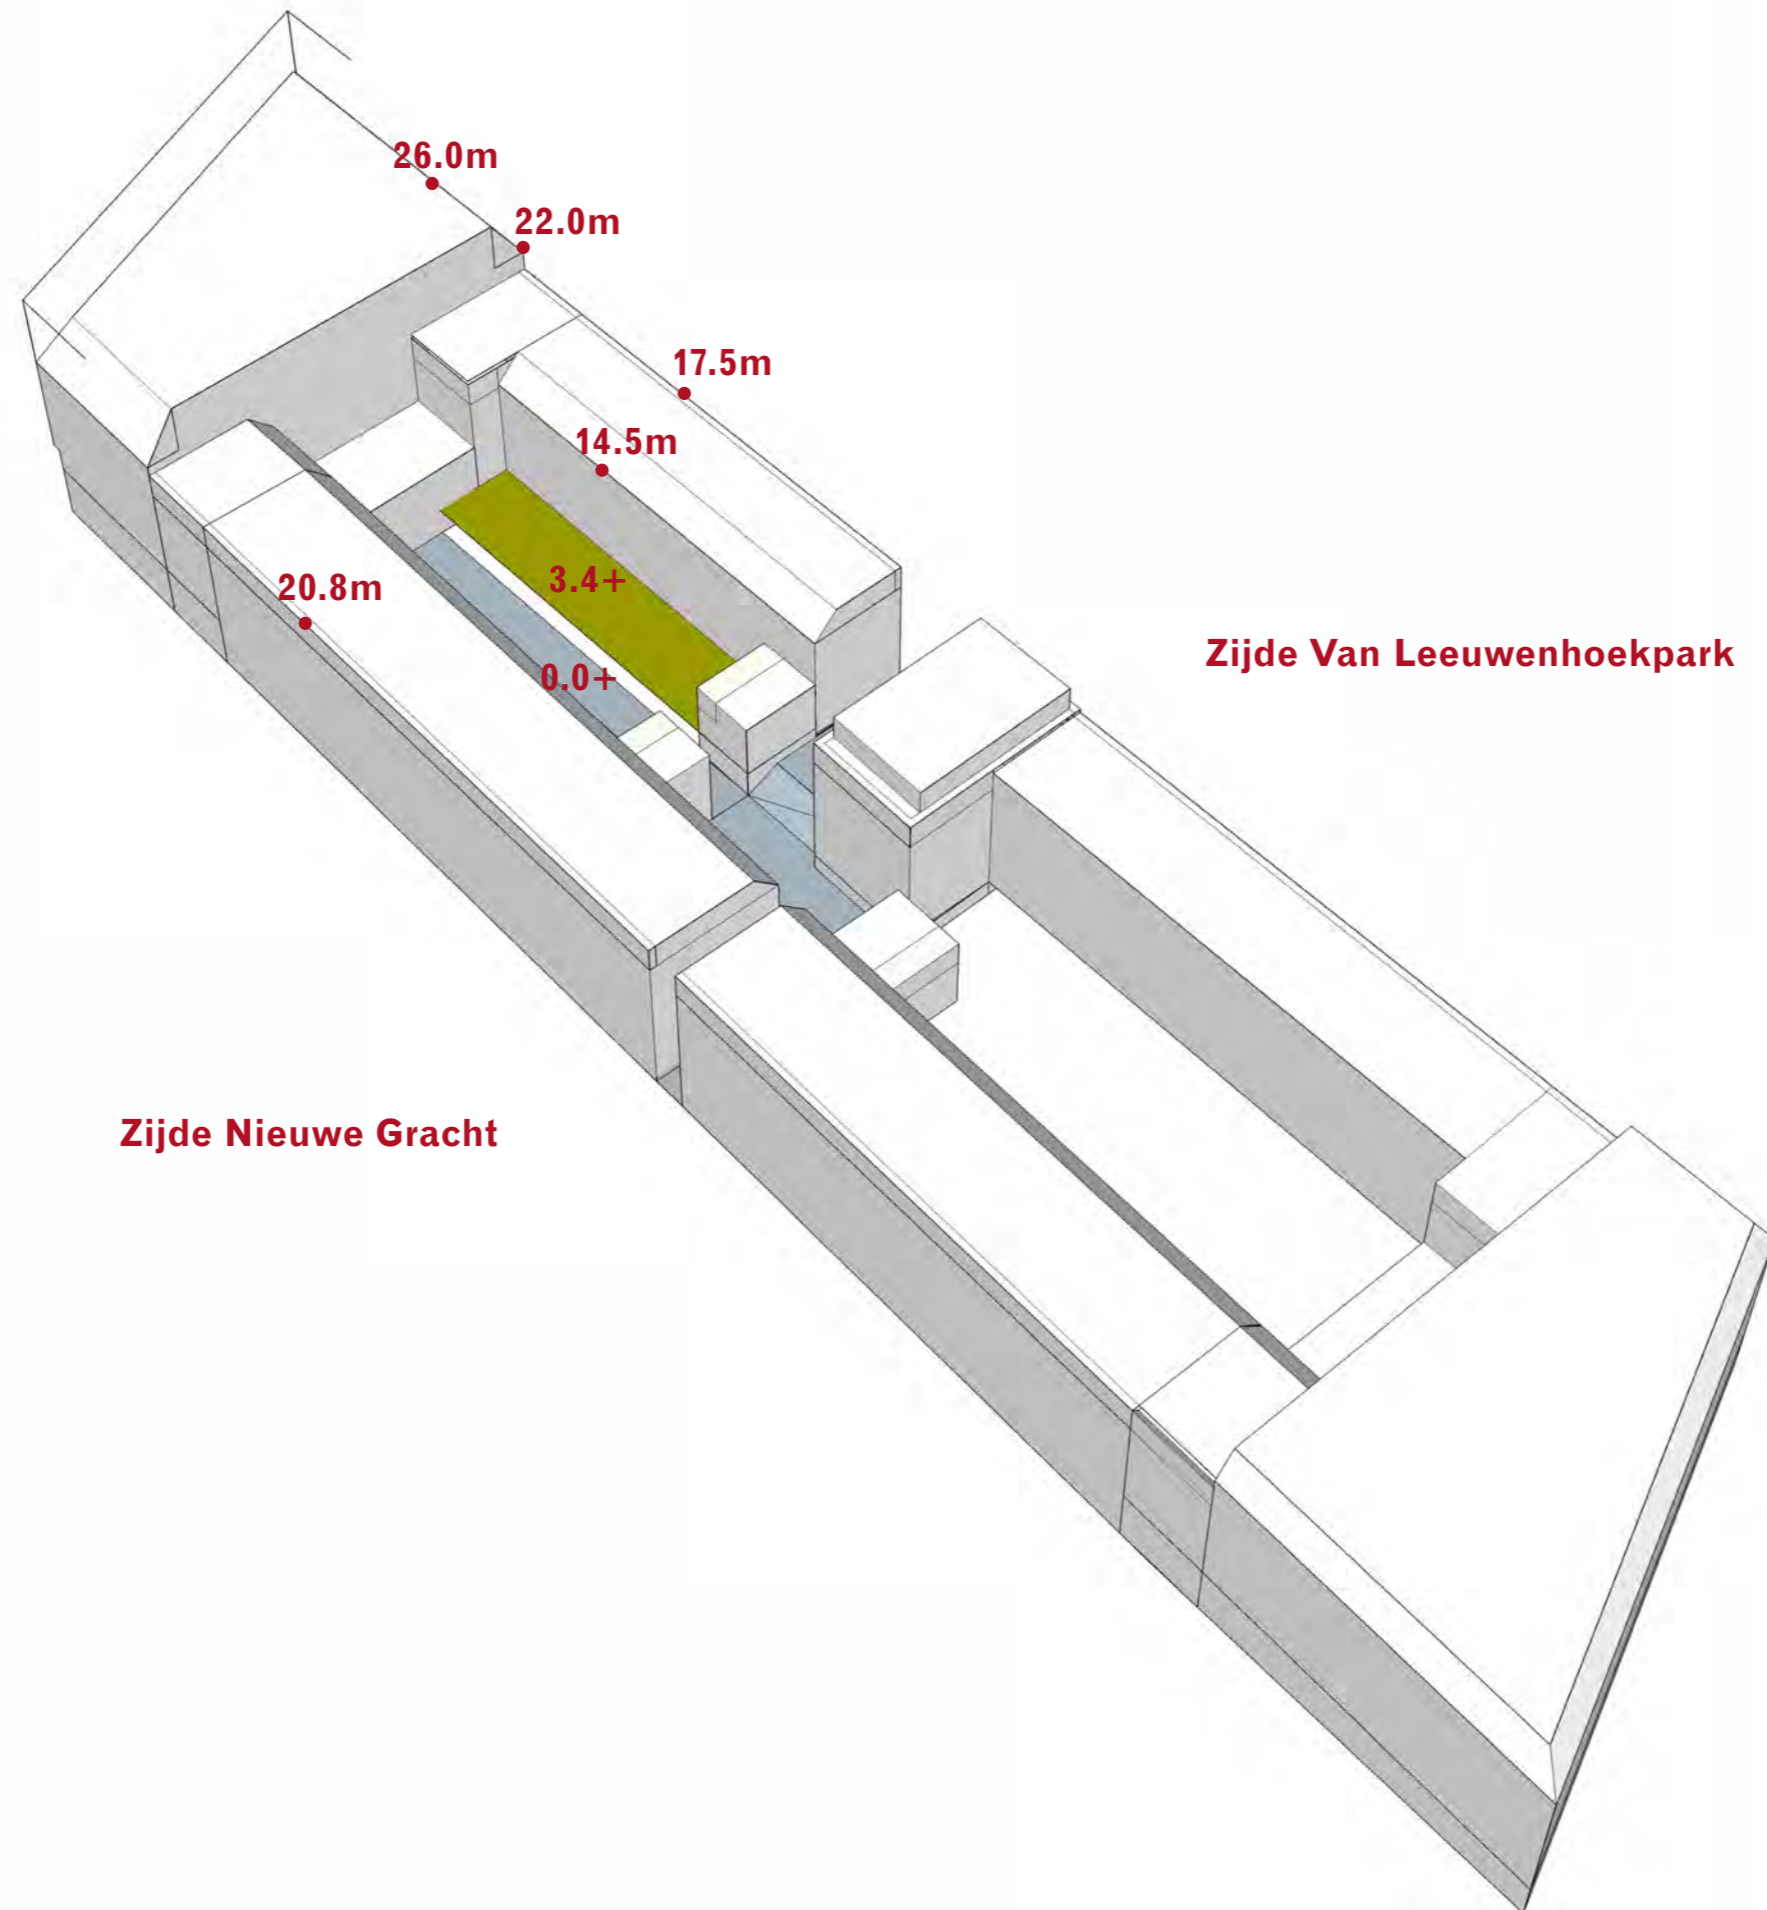 26.0m
22.0m
17.5m
14.5m
3.4+
20.8m
0.0+
Zijde Van Leeuwenhoekpark
Zijde Nieuwe Gracht